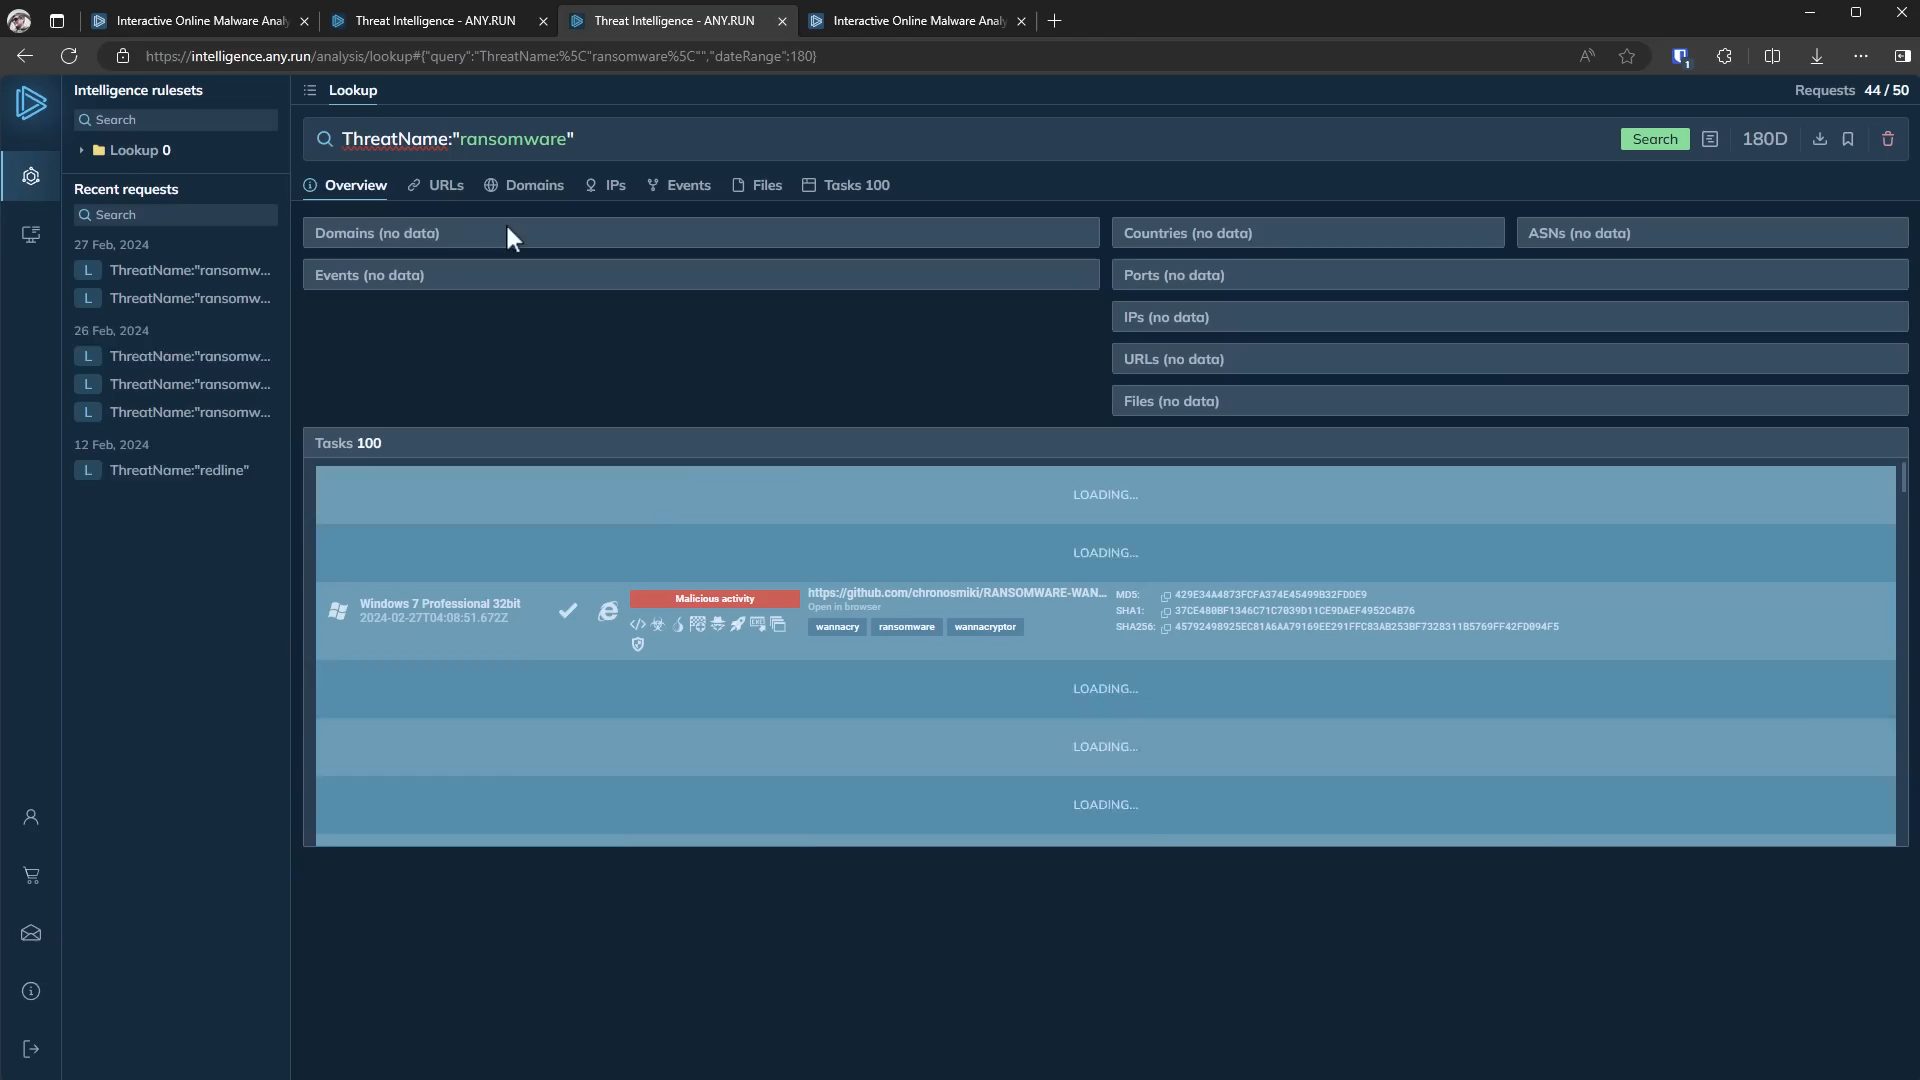 Interactive Online Malware Analy
Threat Intelligence - ANY.RUN
Threat Intelligence - ANY.RUN
Interactive Online Malware Analy
https://intelligence.any.run/analysis/lookup#{"query":"ThreatName:%5C"ransomware%5C"","dateRange":180}
1
Intelligence rulesets
Search
Lookup 0
Recent requests
Search
27 Feb, 2024
L ThreatName:"ransomw...
L ThreatName:"ransomw...
26 Feb, 2024
L ThreatName:"ransomw...
L ThreatName:"ransomw...
L ThreatName:"ransomw...
12 Feb, 2024
L ThreatName:"redline"
Lookup
Requests 44 / 50
ThreatName:"ransomware"
Search
180D
Overview
URLs
Domains
IPs
Events
Files
Tasks 100
Domains (no data)
Countries (no data)
ASNs (no data)
Events (no data)
Ports (no data)
IPs (no data)
URLs (no data)
Files (no data)
Tasks 100
LOADING...
LOADING...
Windows 7 Professional 32bit
2024-02-27T04:08:51.672Z
Malicious activity
https://github.com/chronosmiki/RANSOMWARE-WAN...
Open in browser
wannacry
ransomware
wannacryptor
MD5: 429E34A4873FCFA374E45499B32FDDE9
SHA1: 37CE480BF1346C71C7039D11CE9DAEF4952C4B76
SHA256: 45792498925EC81A6AA79169EE291FFC83AB253BF7328311B5769FF42FD094F5
LOADING...
LOADING...
LOADING...